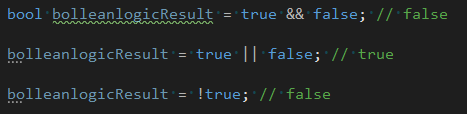 bool bolleanlogicResult = true && false; // false
bolleanlogicResult = true || false; // true
bolleanlogicResult = !true; // false